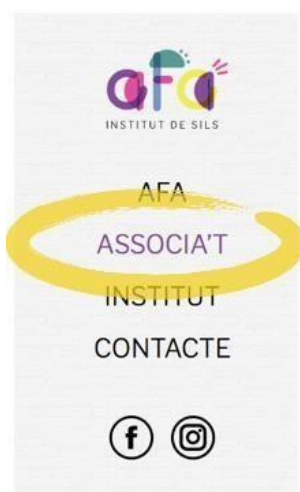 afa
INSTITUT DE SILS
AFA
ASSOCIA'T
INSTITUT
CONTACTE